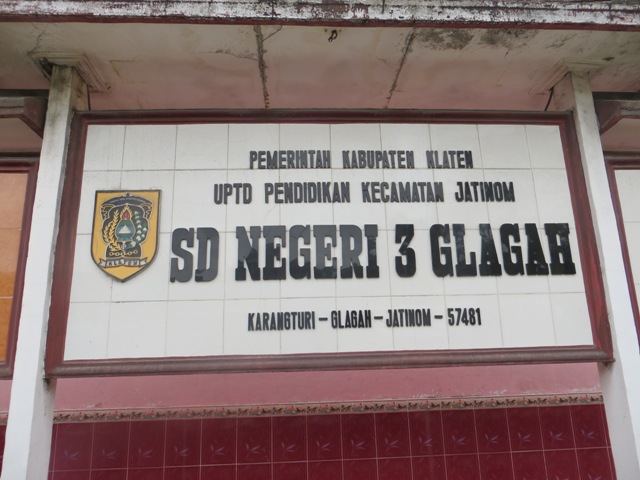 PEMERINTAH KABUPATEN KLATEN
UPTD PENDIDIKAN KECAMATAN JATINOM
SD NEGERI 3 GLAGAH
KARANGTURI - GLAGAH - JATINOM - 57481